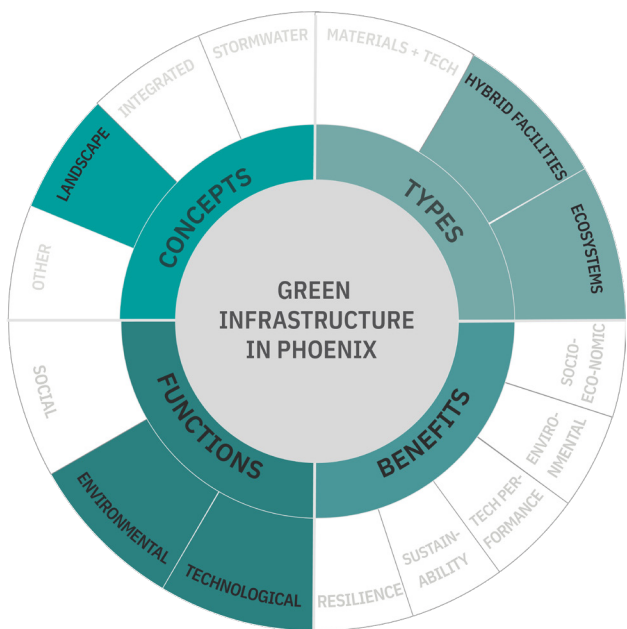 GREEN
INFRASTRUCTURE
IN PHOENIX
CONCEPTS
OTHER
LANDSCAPE
INTEGRATED
STORMWATER
TYPES
MATERIALS + TECH
HYBRID FACILITIES
ECOSYSTEMS
BENEFITS
SOCIO-
ECO-NOMIC
ENVIRO-
NMENTAL
TECH PER-
FORMANCE
SUSTAIN-
ABILITY
RESILIENCE
FUNCTIONS
TECHNOLOGICAL
ENVIRONMENTAL
SOCIAL